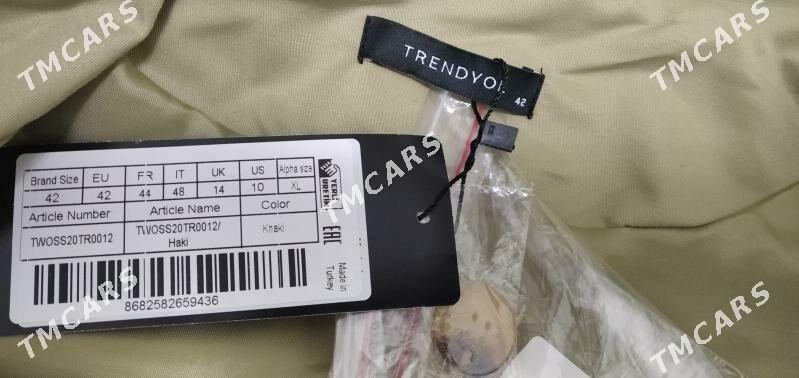 TRENDYOL
42
Brand Size EU FR IT UK US Alpha size
42 42 44 48 14 10 XL
Article Number Article Name Color
TWOSS20TR0012 TWOSS20TR0012/ Khaki
Haki
8682582659436
YERLİ
ÜRETİM
EAC
Made in
Turkey
TMCARS
TMCARS
TMCARS
TMCARS
TMCARS
TMCARS